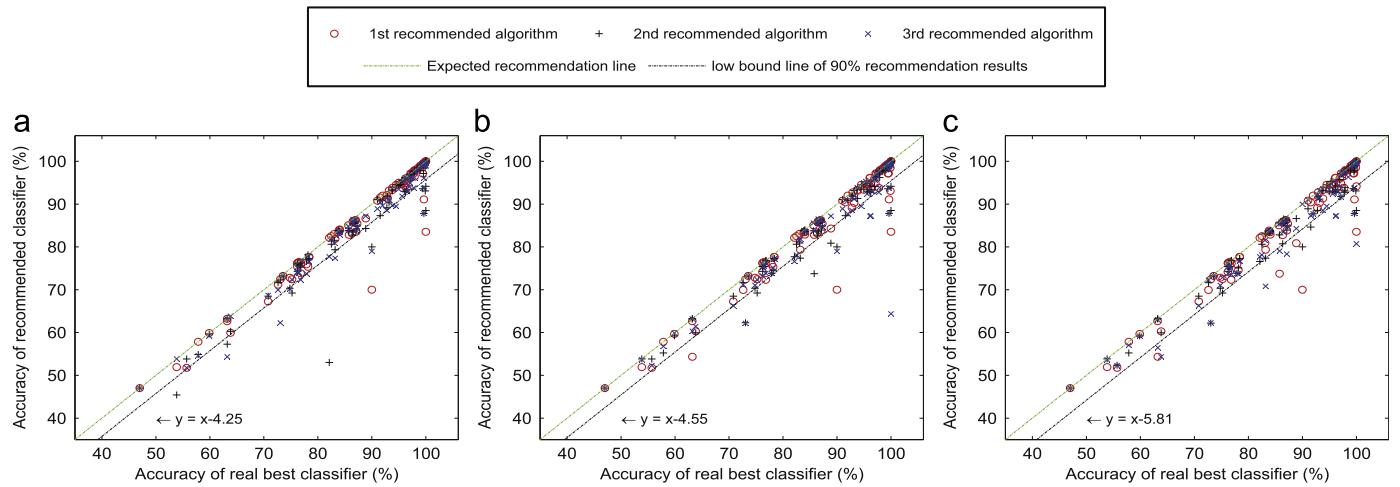 1st recommended algorithm 2nd recommended algorithm 3rd recommended algorithm
Expected recommendation line low bound line of 90% recommendation results
a
Accuracy of recommended classifier (%)
100
90
80
70
60
50
40
← y = x-4.25
40 50 60 70 80 90 100
Accuracy of real best classifier (%)
b
Accuracy of recommended classifier (%)
100
90
80
70
60
50
40
← y = x-4.55
40 50 60 70 80 90 100
Accuracy of real best classifier (%)
c
Accuracy of recommended classifier (%)
100
90
80
70
60
50
40
← y = x-5.81
40 50 60 70 80 90 100
Accuracy of real best classifier (%)